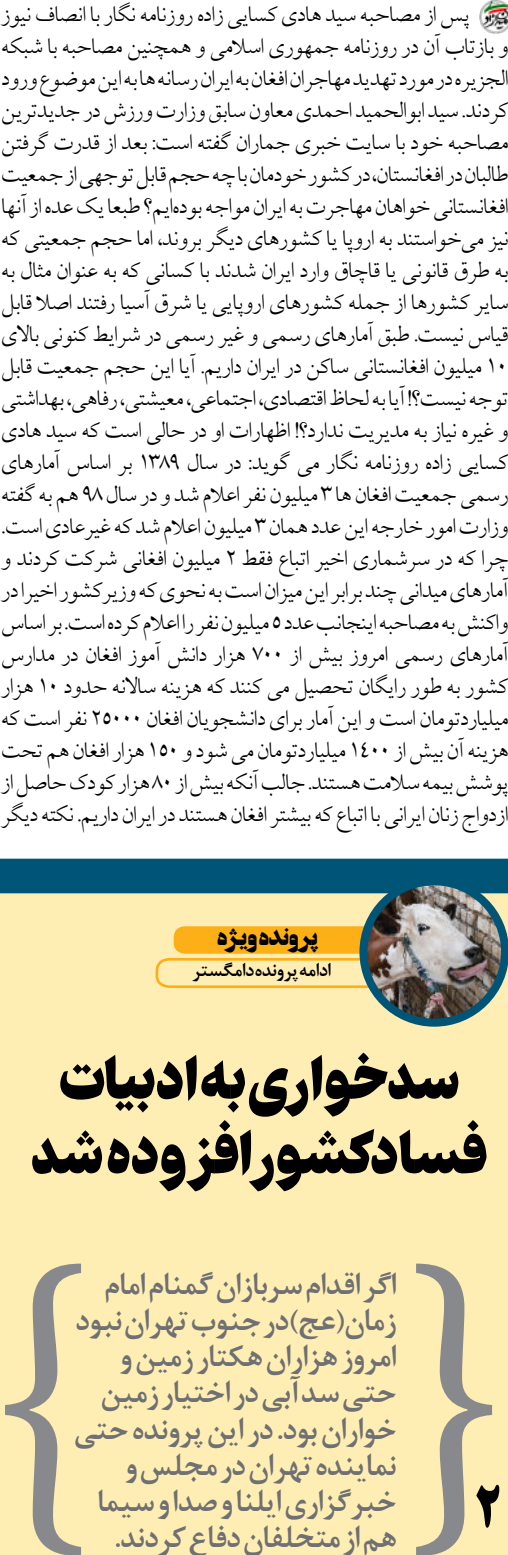 پس از مصاحبه سید هادی کسایی زاده روزنامه نگار با انصاف نیوز
و بازتاب آن در روزنامه جمهوری اسلامی و همچنین مصاحبه با شبکه
الجزیره در مورد تهدید مهاجران افغان به ایران رسانه ها به این موضوع ورود
کردند. سید ابوالحمید احمدی معاون سابق وزارت ورزش در جدیدترین
مصاحبه خود با سایت خبری جماران گفته است: بعد از قدرت گرفتن
طالبان در افغانستان، در کشور خودمان با چه حجم قابل توجهی از جمعیت
افغانستانی خواهان مهاجرت به ایران مواجه بوده‌ایم؟ طبعا یک عده از آنها
نیز می‌خواستند به اروپا یا کشورهای دیگر بروند، اما حجم جمعیتی که
به طرق قانونی یا قاچاق وارد ایران شدند با کسانی که به عنوان مثال به
سایر کشورها از جمله کشورهای اروپایی یا شرق آسیا رفتند اصلا قابل
قیاس نیست. طبق آمارهای رسمی و غیر رسمی در شرایط کنونی بالای
۱۰ میلیون افغانستانی ساکن در ایران داریم. آیا این حجم جمعیت قابل
توجه نیست؟! آیا به لحاظ اقتصادی، اجتماعی، معیشتی، رفاهی، بهداشتی
و غیره نیاز به مدیریت ندارد؟! اظهارات او در حالی است که سید هادی
کسایی زاده روزنامه نگار می گوید: در سال ۱۳۸۹ بر اساس آمارهای
رسمی جمعیت افغان ها ۳ میلیون نفر اعلام شد و در سال ۹۸ هم به گفته
وزارت امور خارجه این عدد همان ۳ میلیون اعلام شد که غیرعادی است.
چرا که در سرشماری اخیر اتباع فقط ۲ میلیون افغانی شرکت کردند و
آمارهای میدانی چند برابر این میزان است به نحوی که وزیر کشور اخیرا در
واکنش به مصاحبه اینجانب عدد ۵ میلیون نفر را اعلام کرده است. بر اساس
آمارهای رسمی امروز بیش از ۷۰۰ هزار دانش آموز افغان در مدارس
کشور به طور رایگان تحصیل می کنند که هزینه سالانه حدود ۱۰ هزار
میلیاردتومان است و این آمار برای دانشجویان افغان ۲۵۰۰۰ نفر است که
هزینه آن بیش از ۱٤۰۰ میلیاردتومان می شود و ۱۵۰ هزار افغان هم تحت
پوشش بیمه سلامت هستند. جالب آنکه بیش از ۸۰ هزار کودک حاصل از
ازدواج زنان ایرانی با اتباع که بیشتر افغان هستند در ایران داریم. نکته دیگر
پرونده ویژه
ادامه پرونده دامگستر
سدخواری به ادبیات
فساد کشور افزوده شد
اگر اقدام سربازان گمنام امام
زمان(عج) در جنوب تهران نبود
امروز هزاران هکتار زمین و
حتی سد آبی در اختیار زمین
خواران بود. در این پرونده حتی
نماینده تهران در مجلس و
خبرگزاری ایلنا و صدا و سیما
هم از متخلفان دفاع کردند.
۲